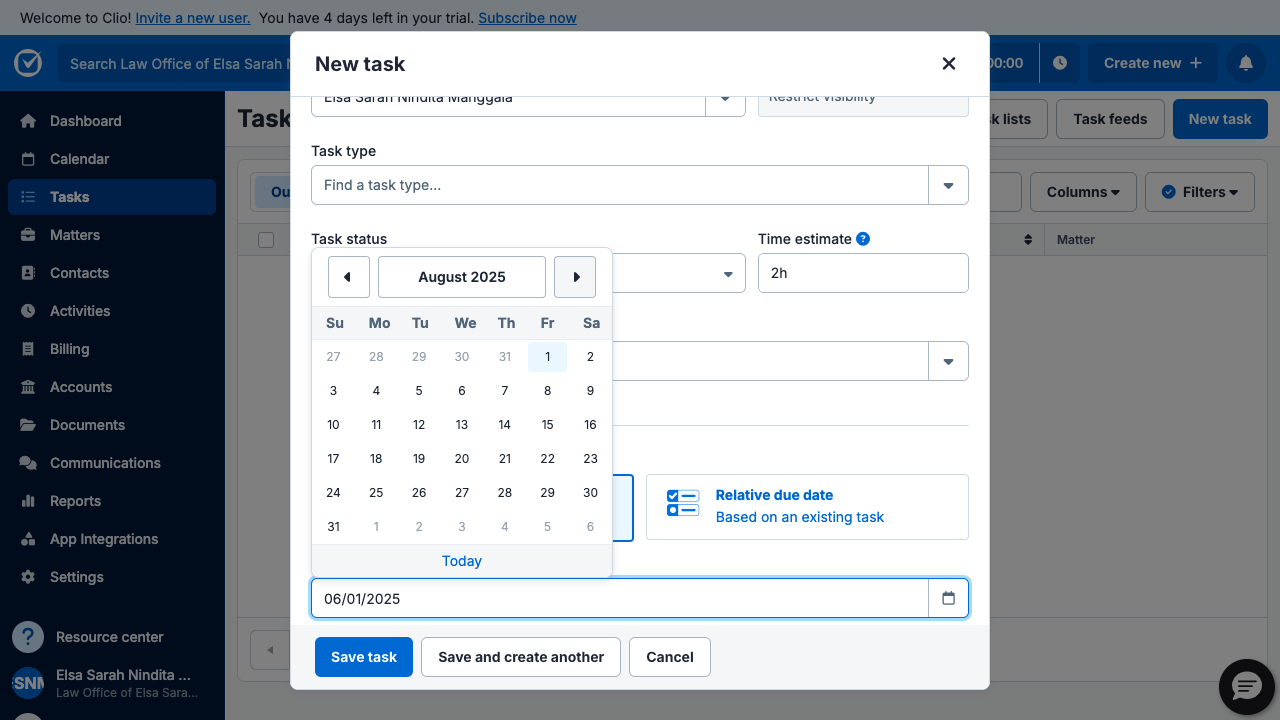 Welcome to Clio! Invite a new user. You have 4 days left in your trial. Subscribe now
Search Law Office of Elsa Sarah
00:00
Create new
Dashboard
Calendar
Tasks
Matters
Contacts
Activities
Billing
Accounts
Documents
Communications
Reports
App Integrations
Settings
Resource center
SNM
Elsa Sarah Nindita ...
Law Office of Elsa Sara...
Task
lists
Task feeds
New task
Columns
Filters
Matter
New task
Elsa Sarah Nindita Manggala
Restrict visibility
Task type
Find a task type...
Task status
Time estimate ?
2h
August 2025
Su Mo Tu We Th Fr Sa
27 28 29 30 31 1 2
3 4 5 6 7 8 9
10 11 12 13 14 15 16
17 18 19 20 21 22 23
24 25 26 27 28 29 30
31 1 2 3 4 5 6
Today
Relative due date
Based on an existing task
06/01/2025
Save task
Save and create another
Cancel